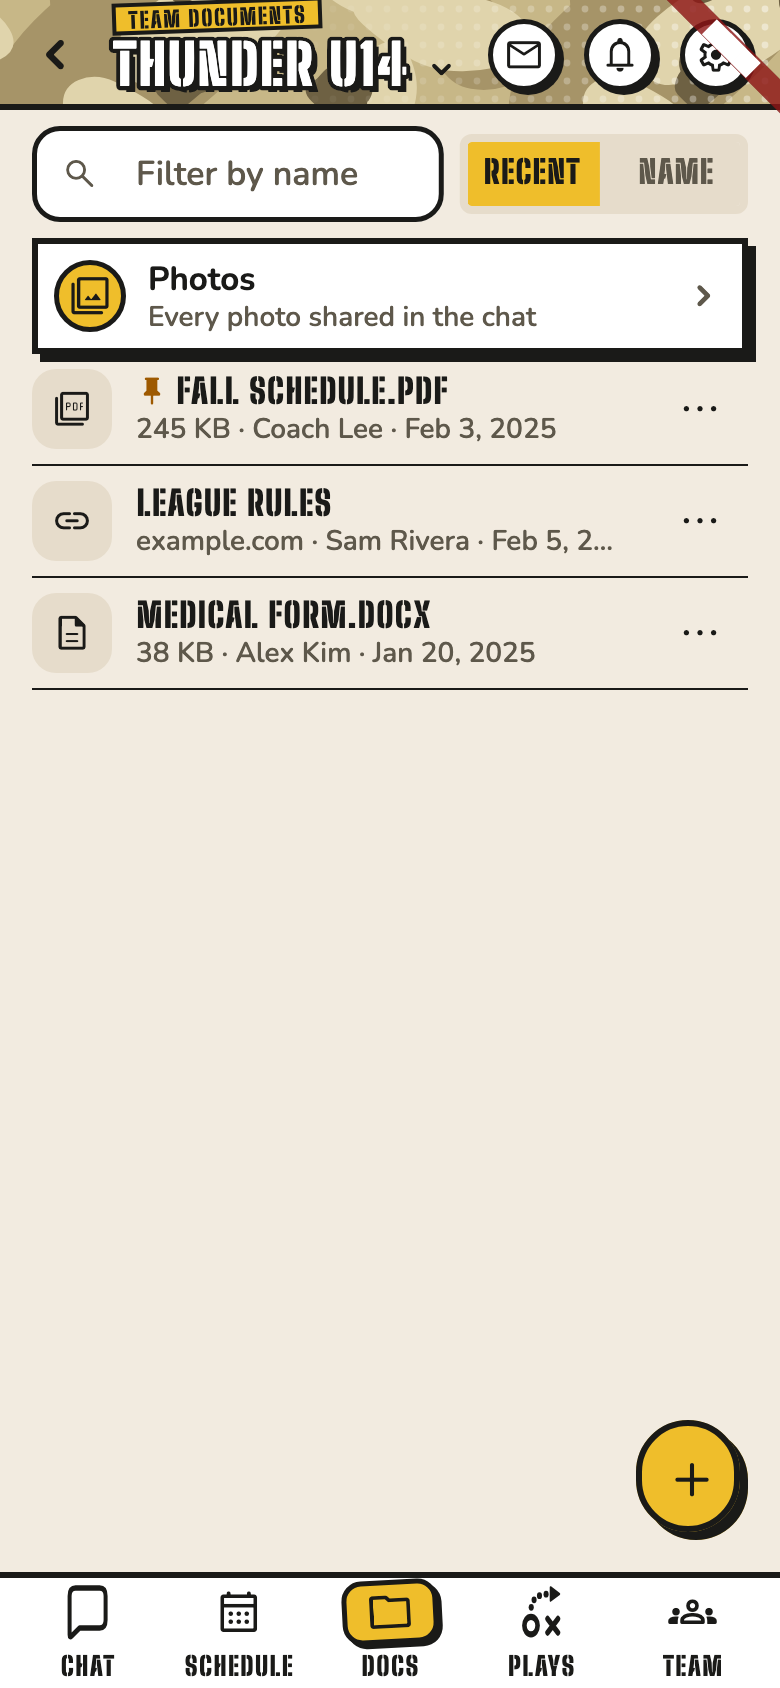 TEAM DOCUMENTS
THUNDER U14
Filter by name
RECENT
NAME
Photos
Every photo shared in the chat
PDF
FALL SCHEDULE.PDF
245 KB · Coach Lee · Feb 3, 2025
LEAGUE RULES
example.com · Sam Rivera · Feb 5, 2...
MEDICAL FORM.DOCX
38 KB · Alex Kim · Jan 20, 2025
CHAT
SCHEDULE
DOCS
PLAYS
TEAM